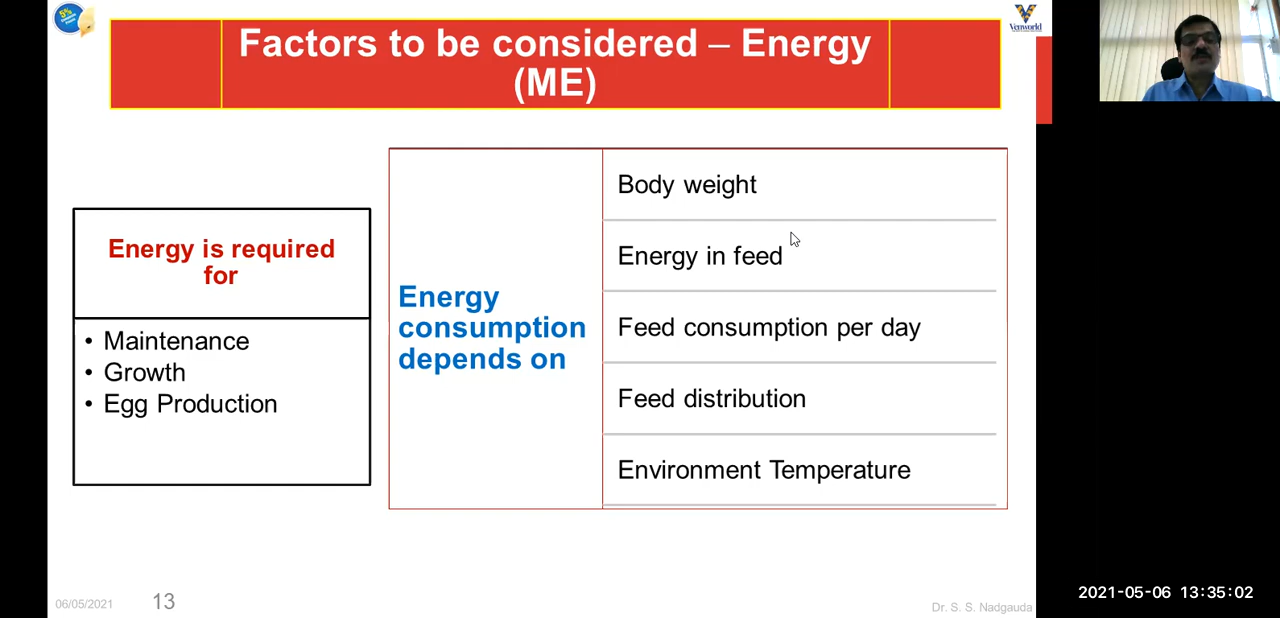 5%
Venworld
Factors to be considered – Energy
(ME)
Energy is required
for
• Maintenance
• Growth
• Egg Production
Energy
consumption
depends on
Body weight
Energy in feed
Feed consumption per day
Feed distribution
Environment Temperature
06/05/2021
13
Dr. S. S. Nadgauda
2021-05-06 13:35:02